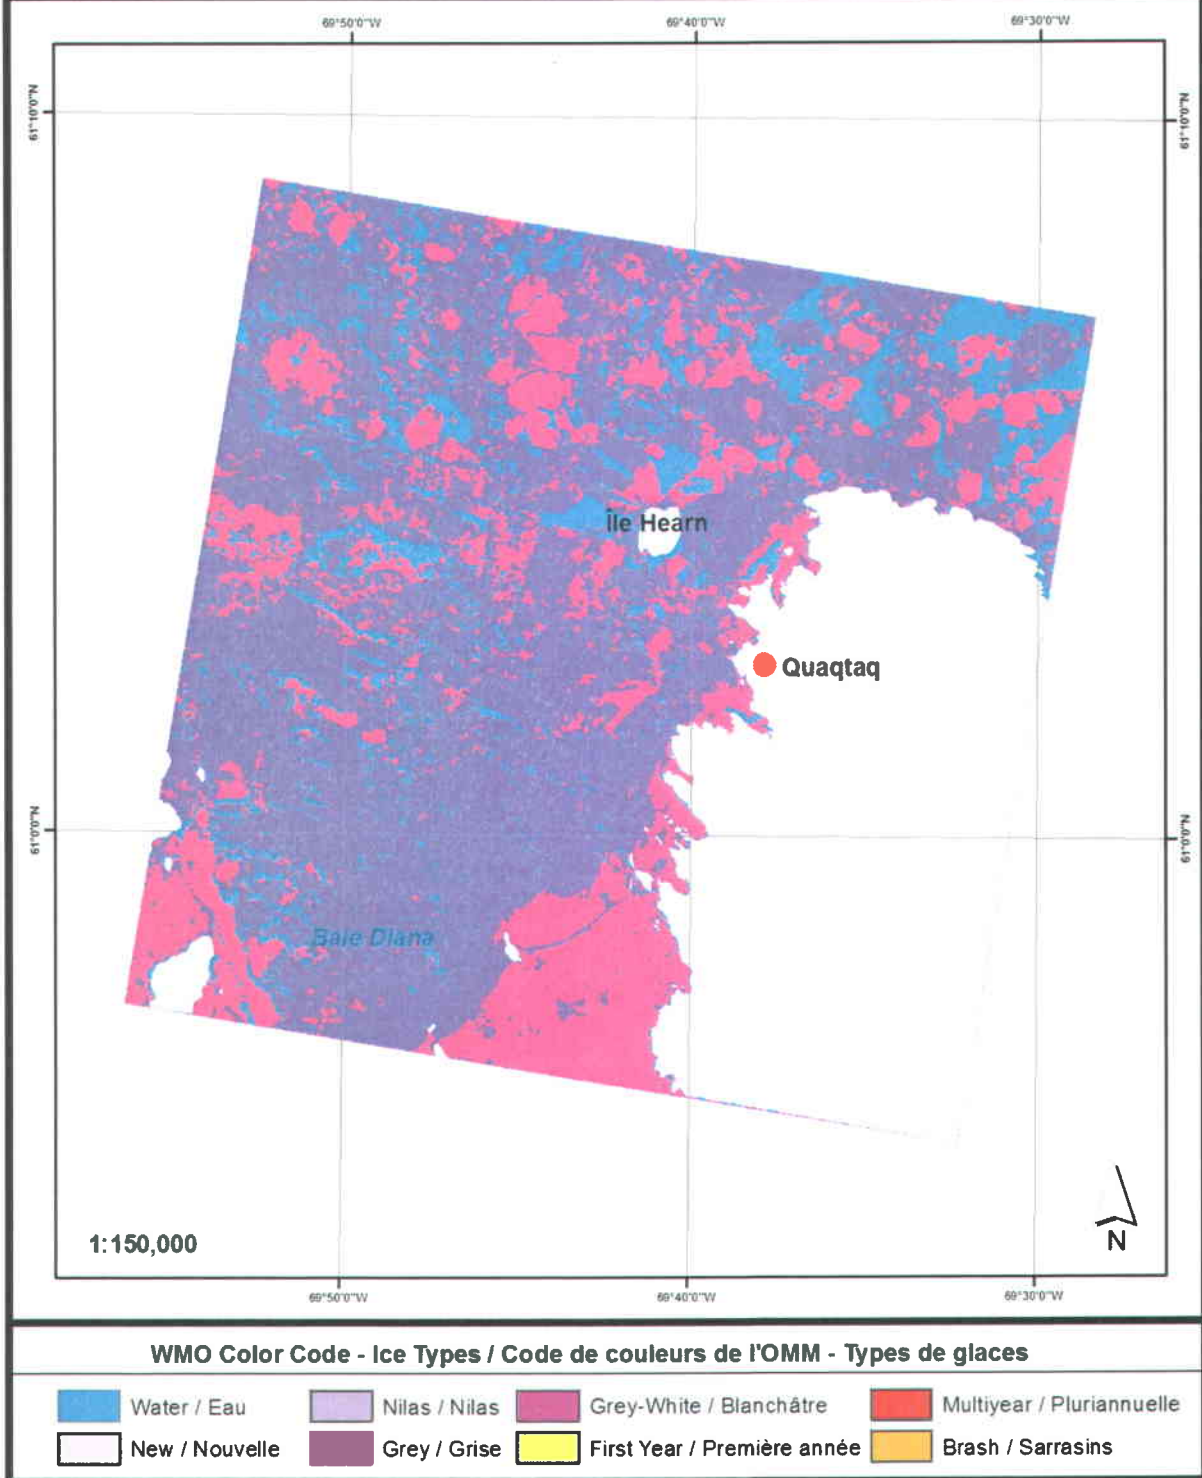 69°50'0"W 69°40'0"W 69°30'0"W
61°10'0"N 61°10'0"N
Île Hearn
Quaqtaq
61°0'0"N 61°0'0"N
Baie Diana
1:150,000
N
69°50'0"W 69°40'0"W 69°30'0"W
WMO Color Code - Ice Types / Code de couleurs de l'OMM - Types de glaces
Water / Eau Nilas / Nilas Grey-White / Blanchâtre Multiyear / Pluriannuelle
New / Nouvelle Grey / Grise First Year / Première année Brash / Sarrasins